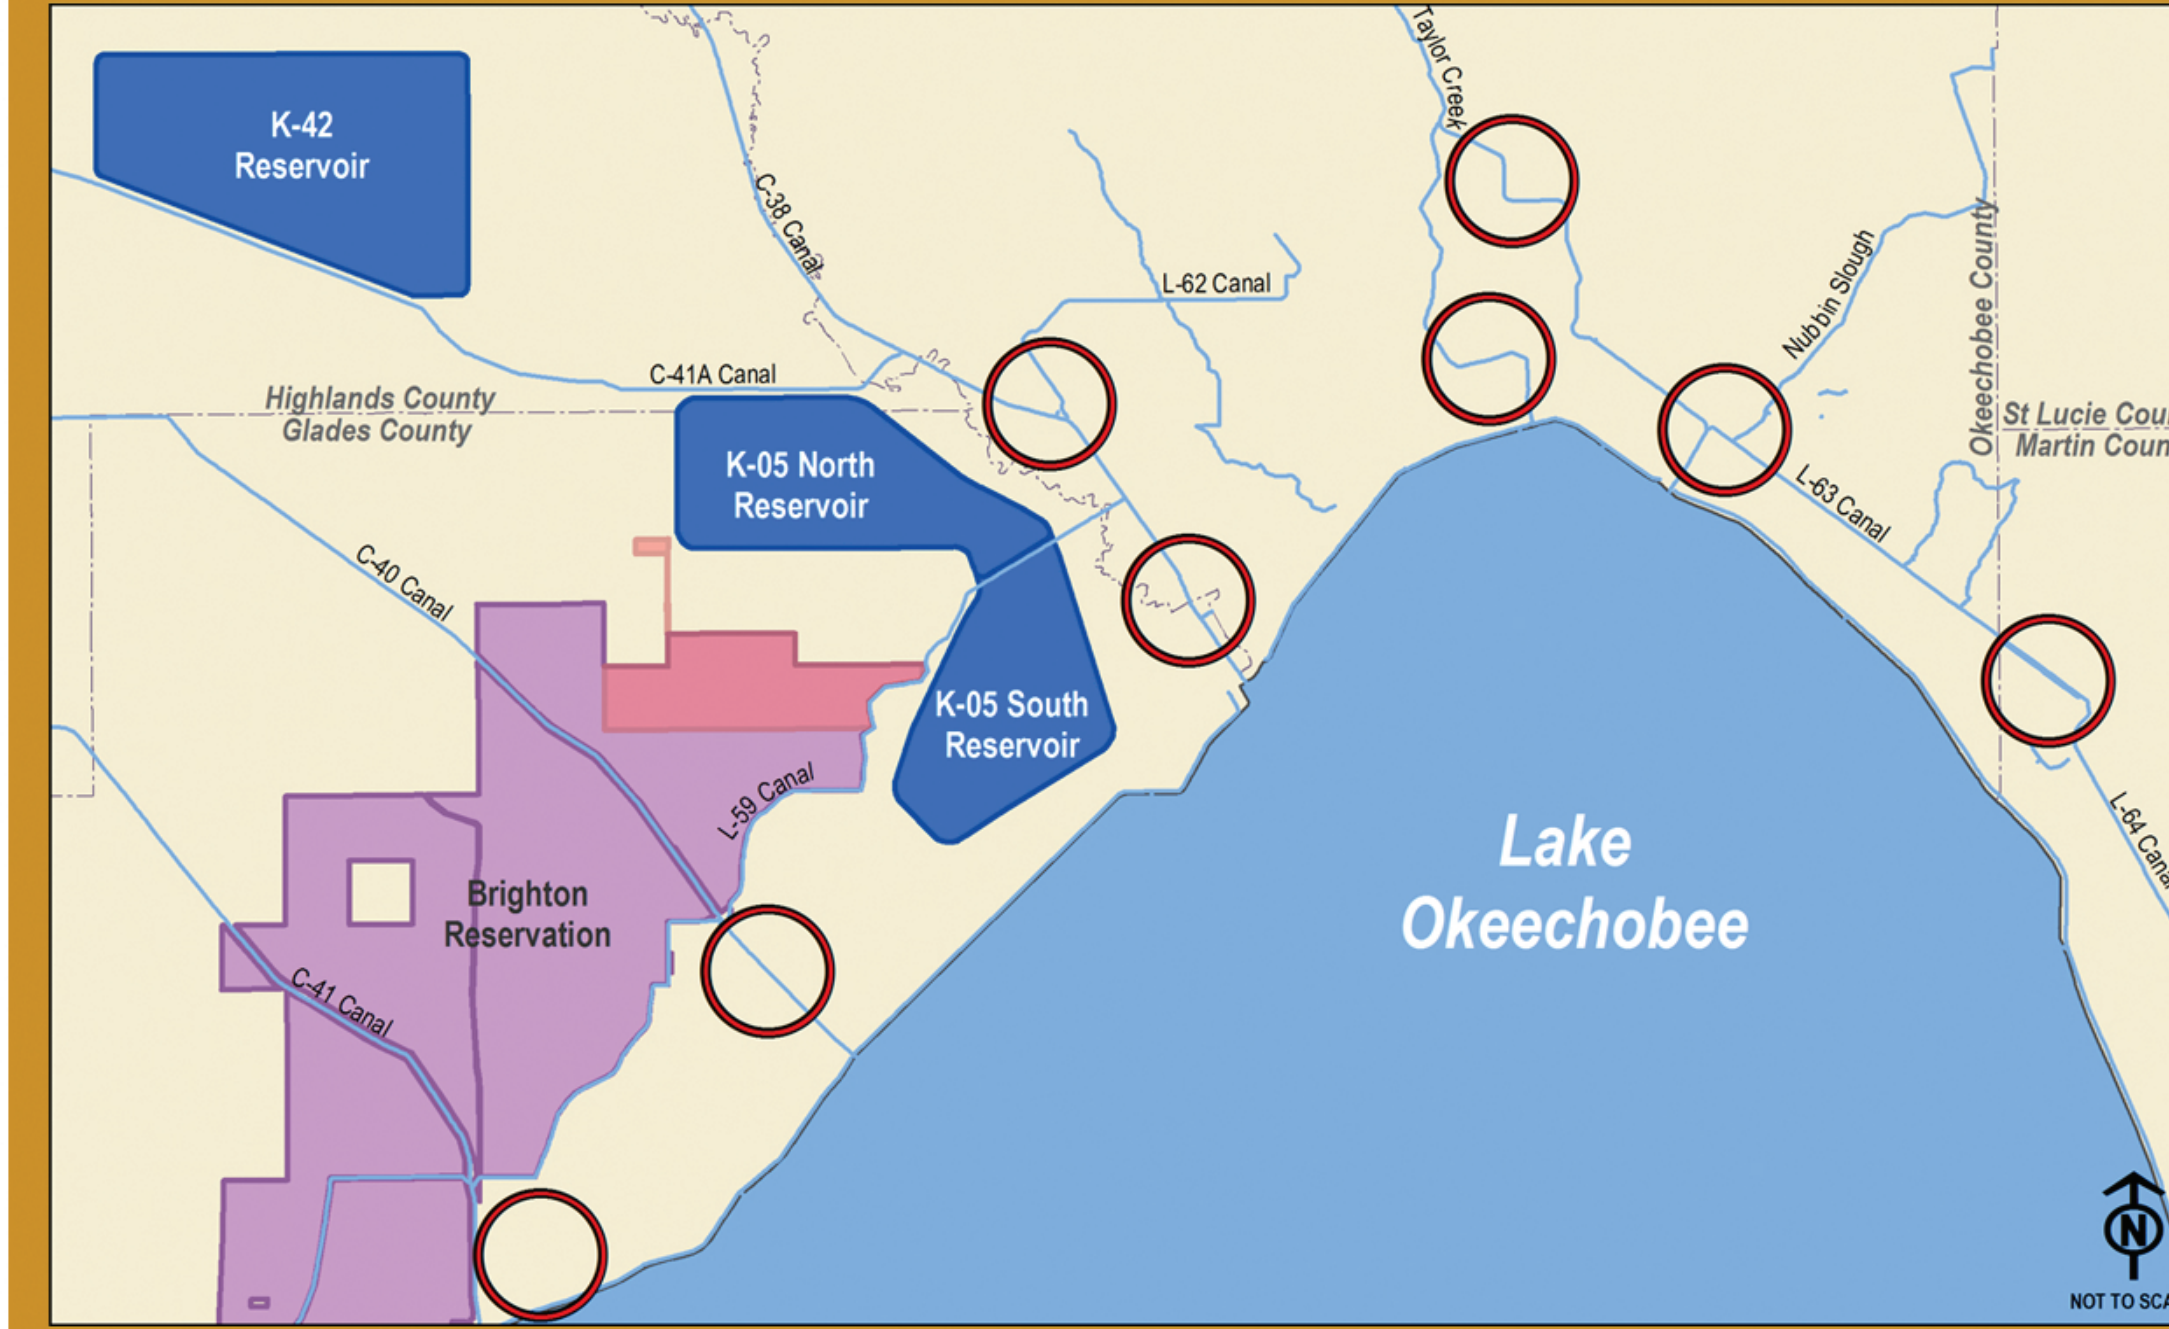 Taylor Creek
K-42
Reservoir
C-38 Canal
L-62 Canal
Nubbin Slough
Okeechobee County
C-41A Canal
Highlands County
Glades County
St Lucie Cou
Martin Coun
K-05 North
Reservoir
L-63 Canal
C-40 Canal
K-05 South
Reservoir
L-59 Canal
L-64 Canal
Lake
Okeechobee
Brighton
Reservation
C-41 Canal
N
NOT TO SCA